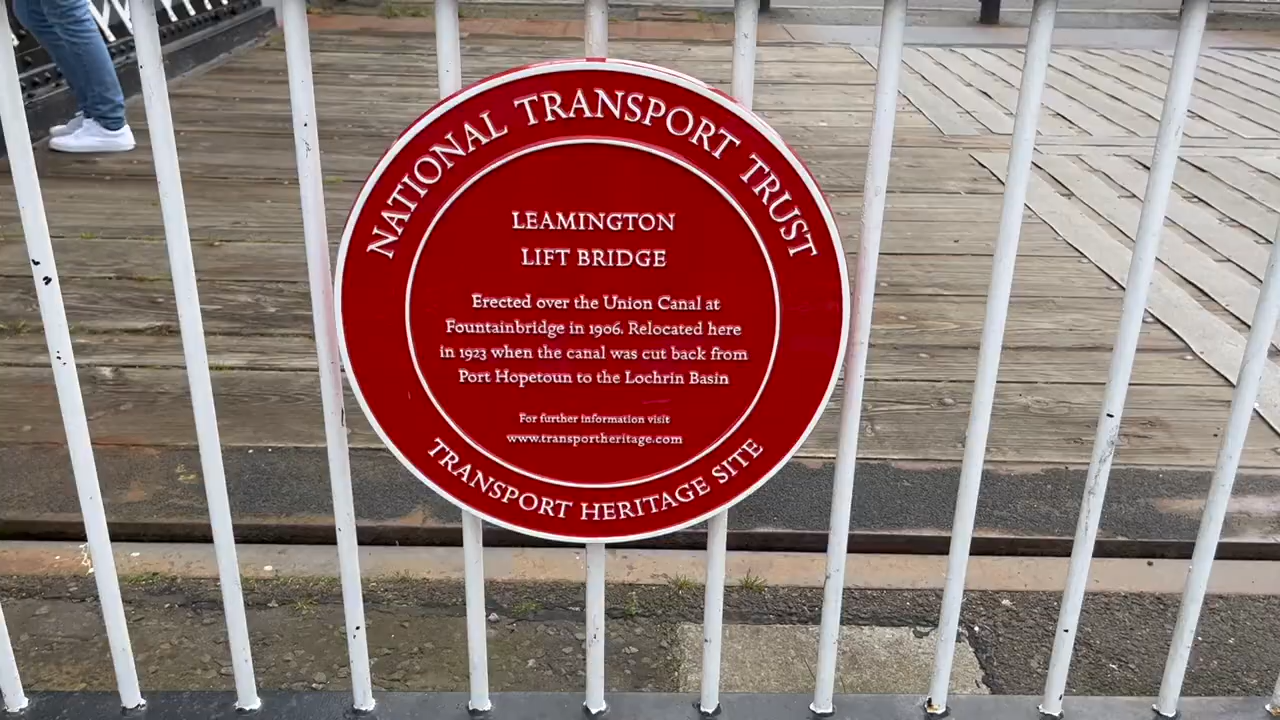 NATIONAL TRANSPORT TRUST
LEAMINGTON
LIFT BRIDGE
Erected over the Union Canal at
Fountainbridge in 1906. Relocated here
in 1923 when the canal was cut back from
Port Hopetoun to the Lochrin Basin
For further information visit
www.transportheritage.com
TRANSPORT HERITAGE SITE